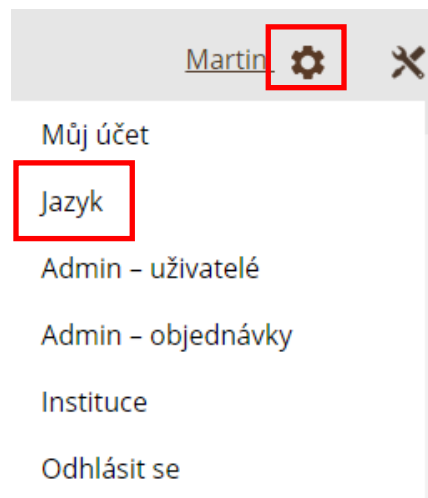 Martin
Můj účet
Jazyk
Admin – uživatelé
Admin – objednávky
Instituce
Odhlásit se